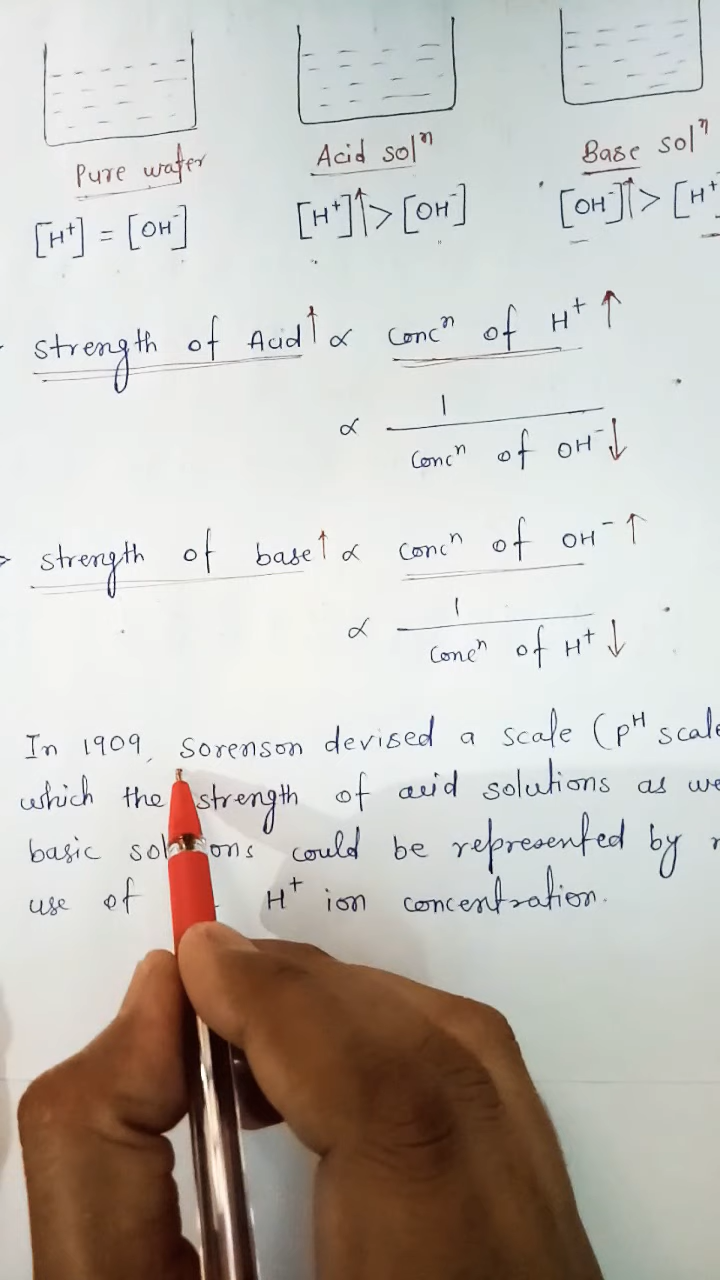 Pure water Acid solⁿ Base solⁿ
[H⁺] = [OH⁻] [H⁺]↑ > [OH⁻] [OH⁻]↑ > [H⁺
strength of Acid↑ ∝ concⁿ of H⁺ ↑
∝ 1
concⁿ of OH⁻↓
strength of base↑ ∝ concⁿ of OH⁻ ↑
∝ 1
concⁿ of H⁺ ↓
In 1909, Sorenson devised a scale (pᴴ scale
which the strength of acid solutions as we
basic could be represented by
use of H⁺ ion concentration.